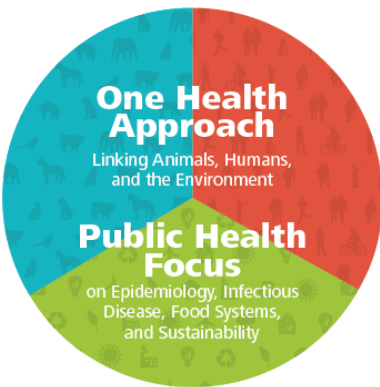 One Health
Approach
Linking Animals, Humans,
and the Environment
Public Health
Focus
on Epidemiology, Infectious
Disease, Food Systems,
and Sustainability